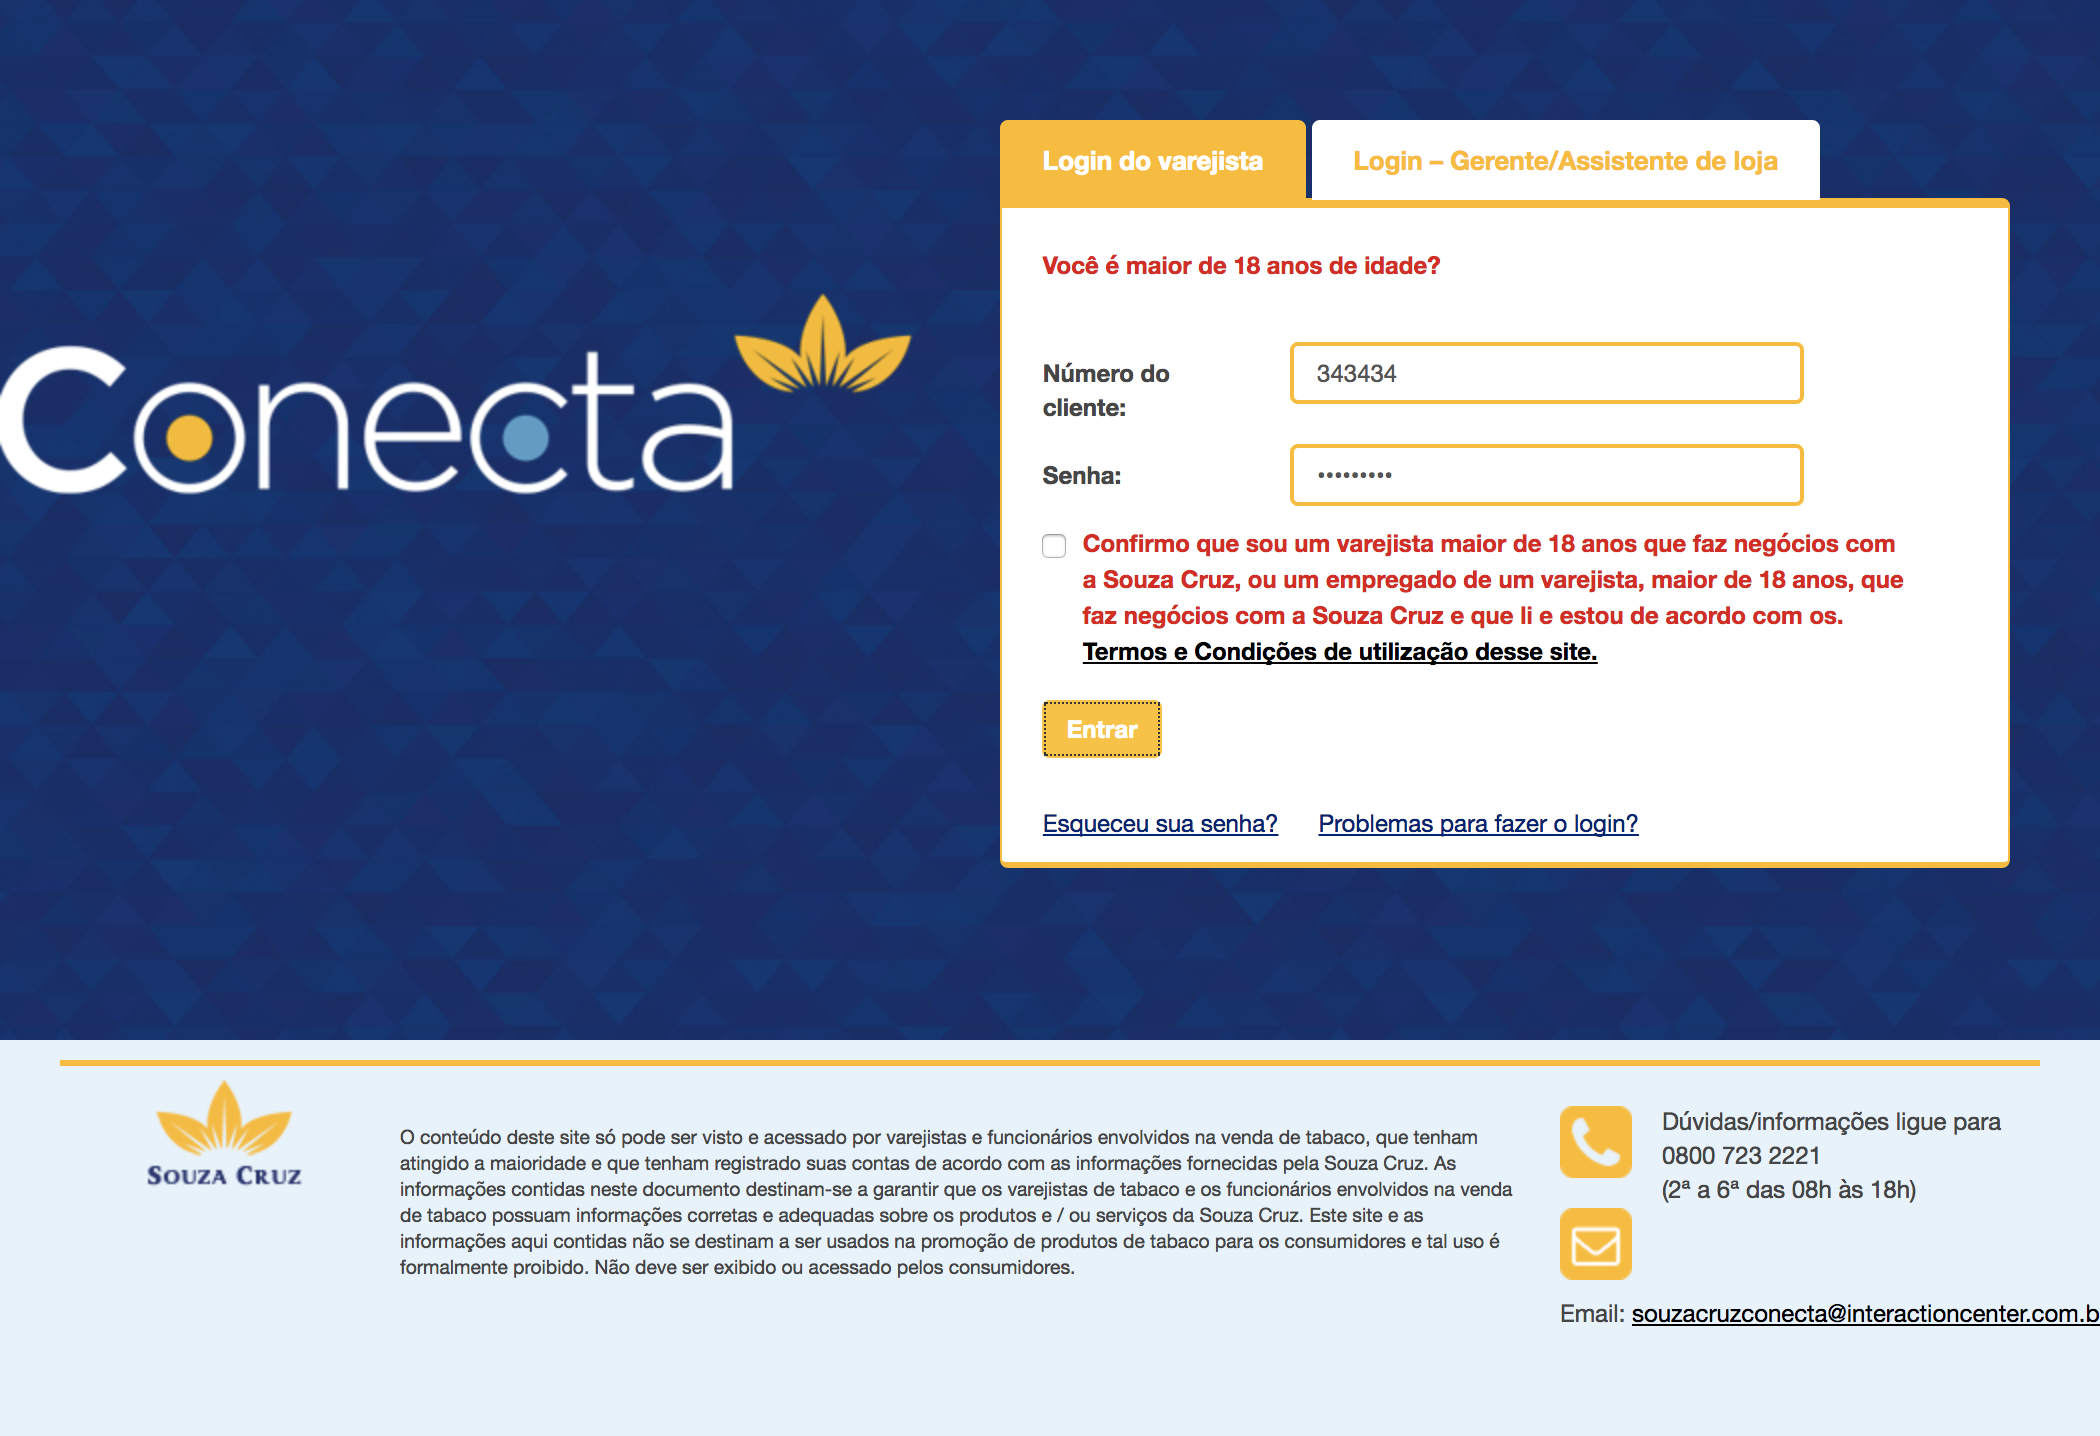 Login do varejista
Login – Gerente/Assistente de loja
Você é maior de 18 anos de idade?
Conecta
Número do
cliente:
343434
Senha:
•••••••••
Confirmo que sou um varejista maior de 18 anos que faz negócios com
a Souza Cruz, ou um empregado de um varejista, maior de 18 anos, que
faz negócios com a Souza Cruz e que li e estou de acordo com os.
Termos e Condições de utilização desse site.
Entrar
Esqueceu sua senha?
Problemas para fazer o login?
SOUZA CRUZ
O conteúdo deste site só pode ser visto e acessado por varejistas e funcionários envolvidos na venda de tabaco, que tenham
atingido a maioridade e que tenham registrado suas contas de acordo com as informações fornecidas pela Souza Cruz. As
informações contidas neste documento destinam-se a garantir que os varejistas de tabaco e os funcionários envolvidos na venda
de tabaco possuam informações corretas e adequadas sobre os produtos e / ou serviços da Souza Cruz. Este site e as
informações aqui contidas não se destinam a ser usados na promoção de produtos de tabaco para os consumidores e tal uso é
formalmente proibido. Não deve ser exibido ou acessado pelos consumidores.
Dúvidas/informações ligue para
0800 723 2221
(2ª a 6ª das 08h às 18h)
Email: souzacruzconecta@interactioncenter.com.b